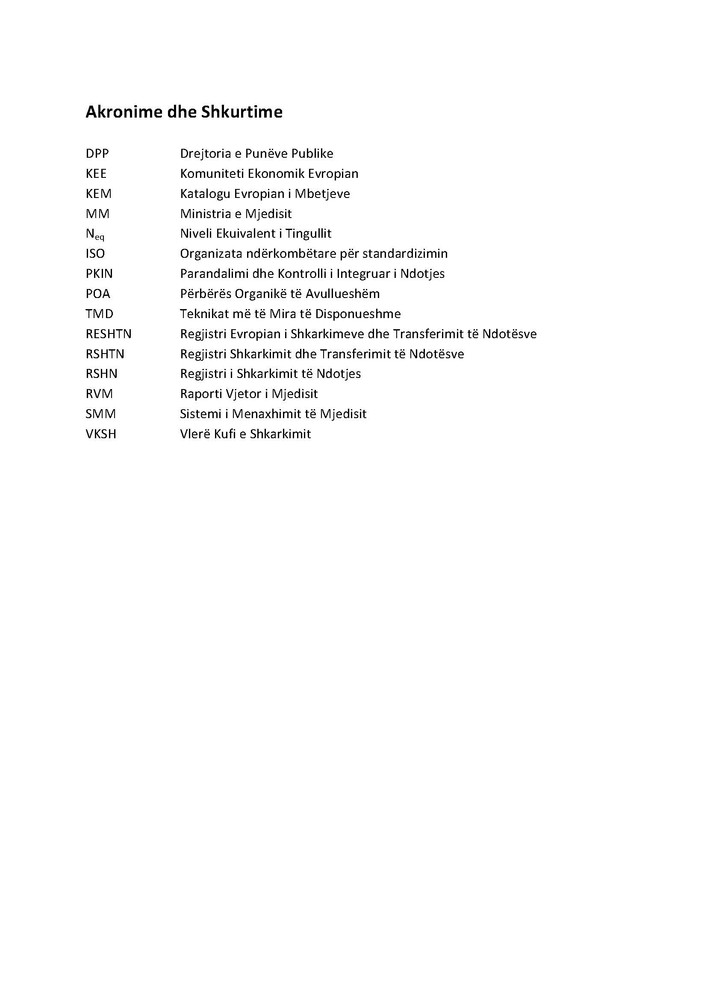 Akronime dhe Shkurtime
DPP Drejtoria e Punëve Publike
KEE Komuniteti Ekonomik Evropian
KEM Katalogu Evropian i Mbetjeve
MM Ministria e Mjedisit
Neq Niveli Ekuivalent i Tingullit
ISO Organizata ndërkombëtare për standardizimin
PKIN Parandalimi dhe Kontrolli i Integruar i Ndotjes
POA Përbërës Organikë të Avullueshëm
TMD Teknikat më të Mira të Disponueshme
RESHTN Regjistri Evropian i Shkarkimeve dhe Transferimit të Ndotësve
RSHTN Regjistri Shkarkimit dhe Transferimit të Ndotësve
RSHN Regjistri i Shkarkimit të Ndotjes
RVM Raporti Vjetor i Mjedisit
SMM Sistemi i Menaxhimit të Mjedisit
VKSH Vlerë Kufi e Shkarkimit